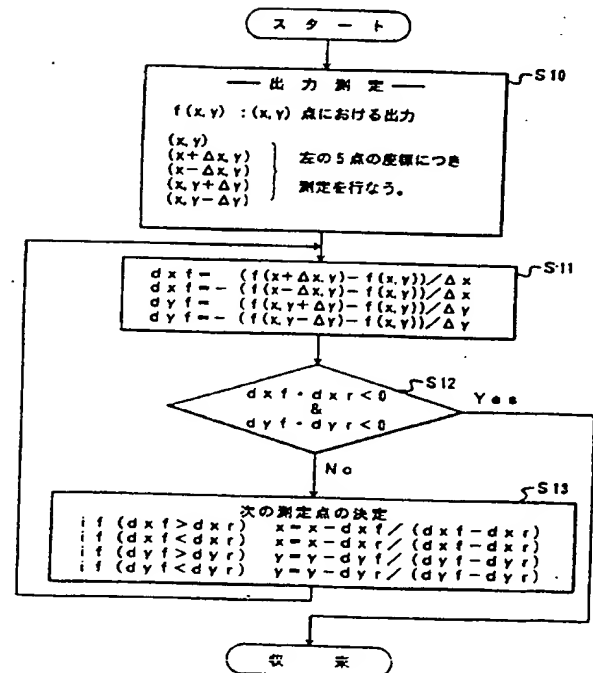 スタート
S10
── 出力測定 ──
f(x,y) :(x,y) 点における出力
(x,y)
(x+Δx,y)
(x-Δx,y)
(x,y+Δy)
(x,y-Δy)
左の5点の座標につき
測定を行なう。
S11
dxf= (f(x+Δx,y)-f(x,y))/Δx
dxf=- (f(x-Δx,y)-f(x,y))/Δx
dyf= (f(x,y+Δy)-f(x,y))/Δy
dyf=- (f(x,y-Δy)-f(x,y))/Δy
S12
dxf・dxr<0
&
dyf・dyr<0
Yes
No
S13
次の測定点の決定
if (dxf>dxr) x=x-dxf/(dxf-dxr)
if (dxf<dxr) x=x-dxr/(dxf-dxr)
if (dyf>dyr) y=y-dyf/(dyf-dyr)
if (dyf<dyr) y=y-dyr/(dyf-dyr)
収束